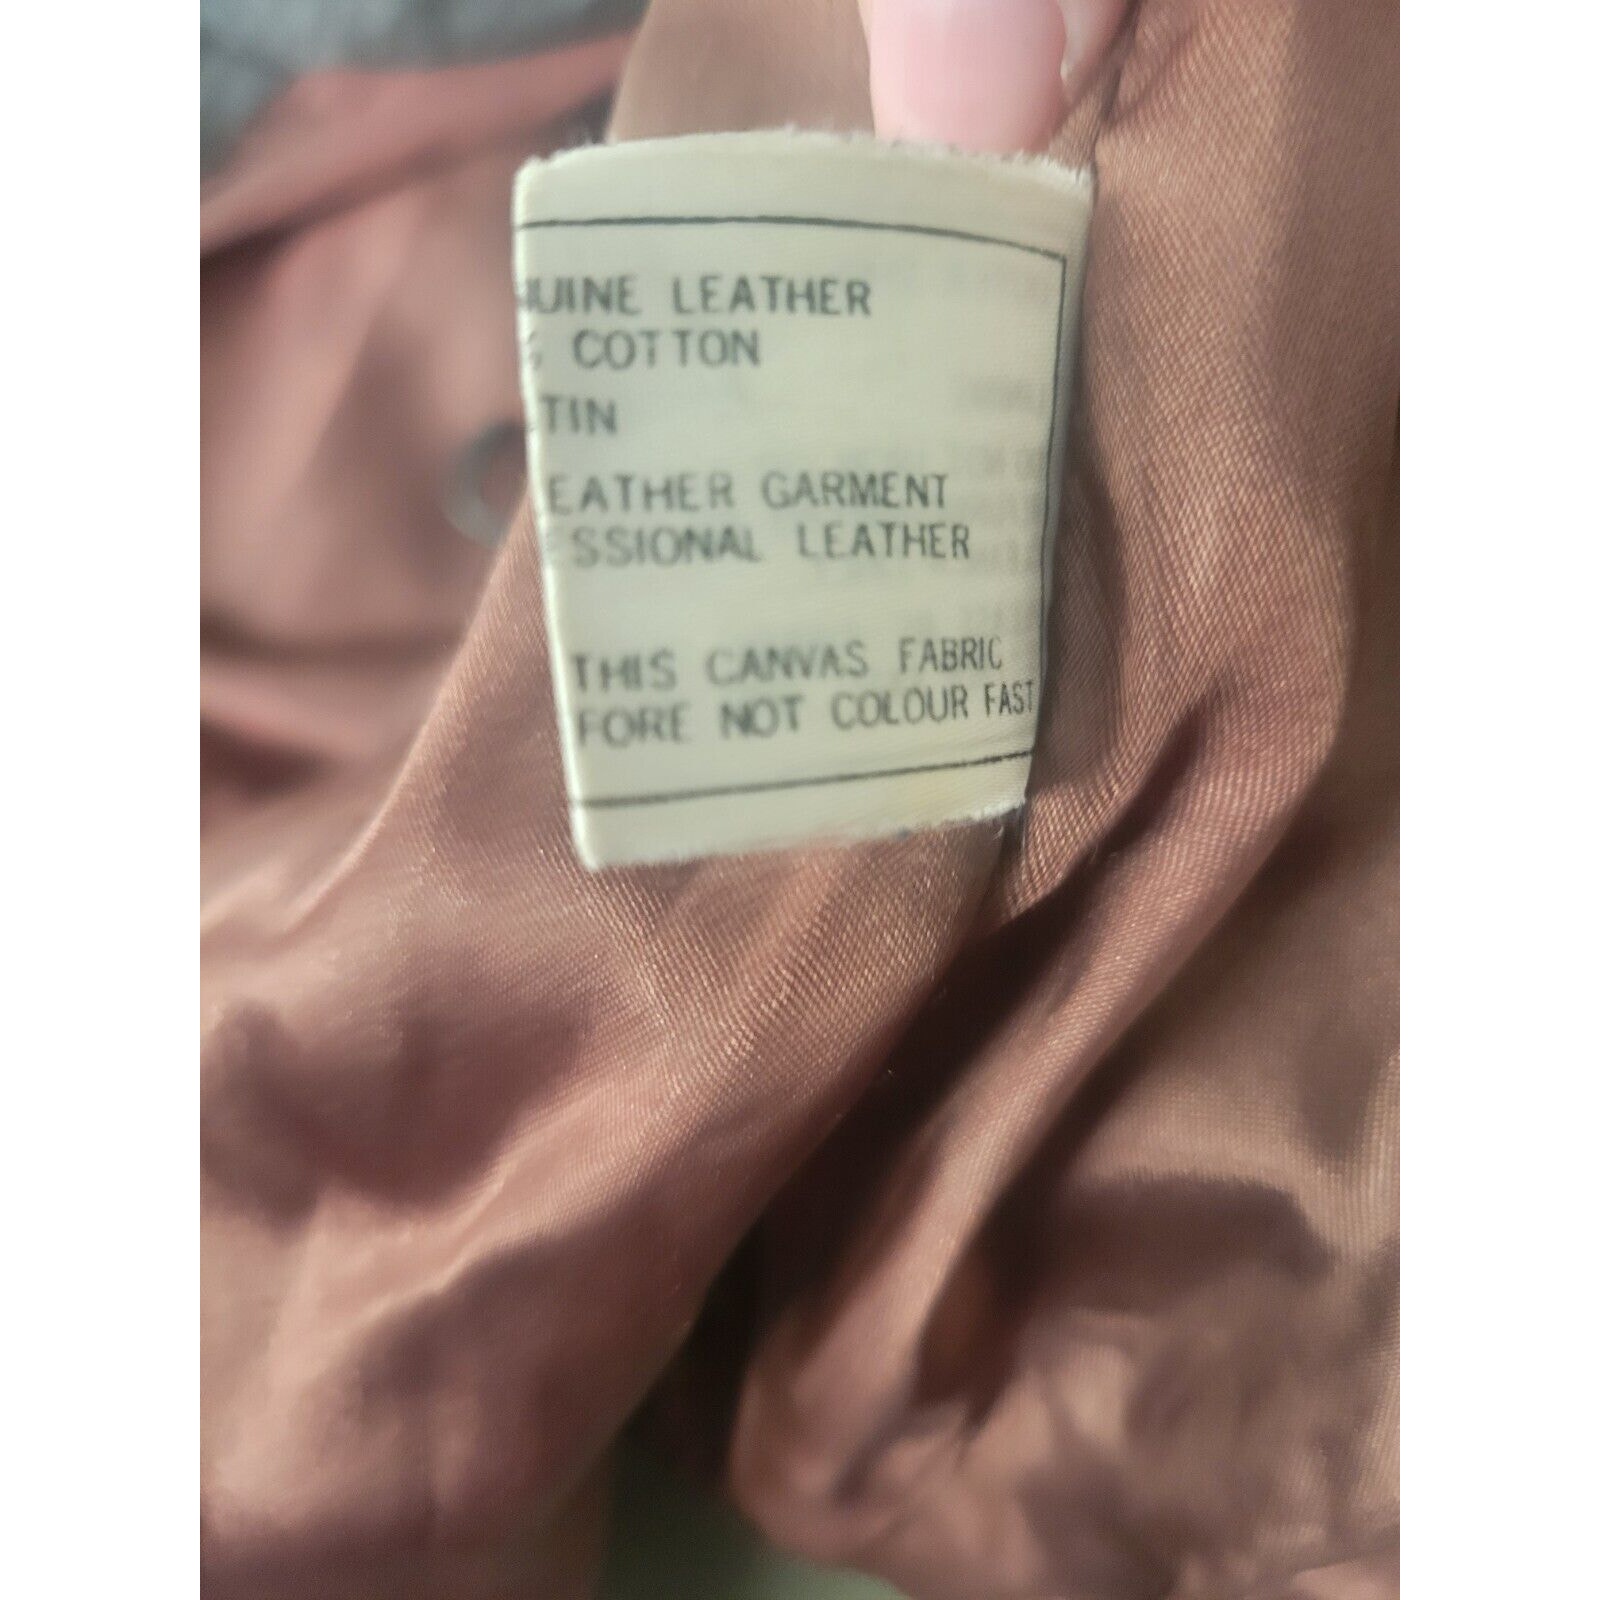 UINE LEATHER
COTTON
TIN
EATHER GARMENT
SSIONAL LEATHER
THIS CANVAS FABRIC
FORE NOT COLOUR FAST